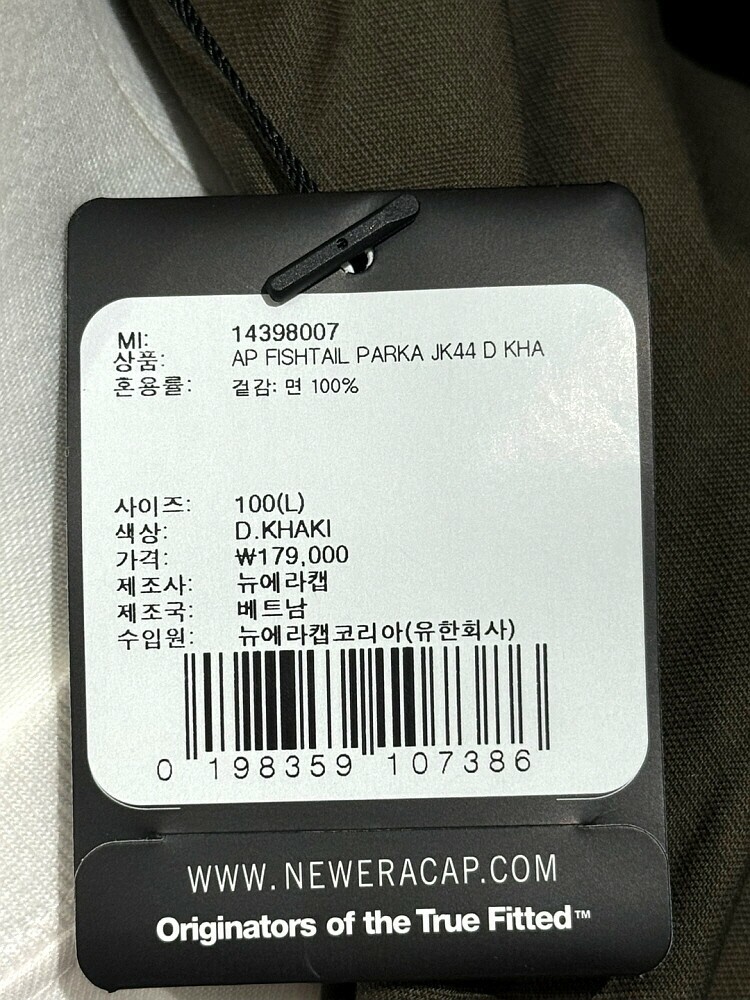 MI: 14398007
상품: AP FISHTAIL PARKA JK44 D KHA
혼용률: 겉감: 면 100%
사이즈: 100(L)
색상: D.KHAKI
가격: ₩179,000
제조사: 뉴에라캡
제조국: 베트남
수입원: 뉴에라캡코리아(유한회사)
0 198359 107386
WWW.NEWERACAP.COM
Originators of the True Fitted™